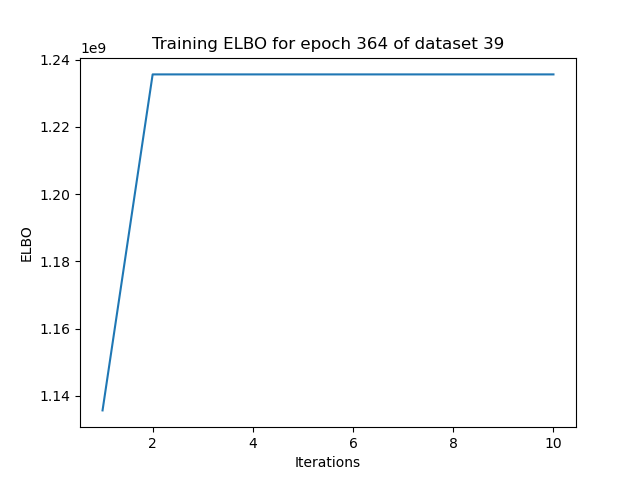 Training ELBO for epoch 364 of dataset 39
1e9
1.24
1.22
1.20
1.18
1.16
1.14
ELBO
2 4 6 8 10
Iterations